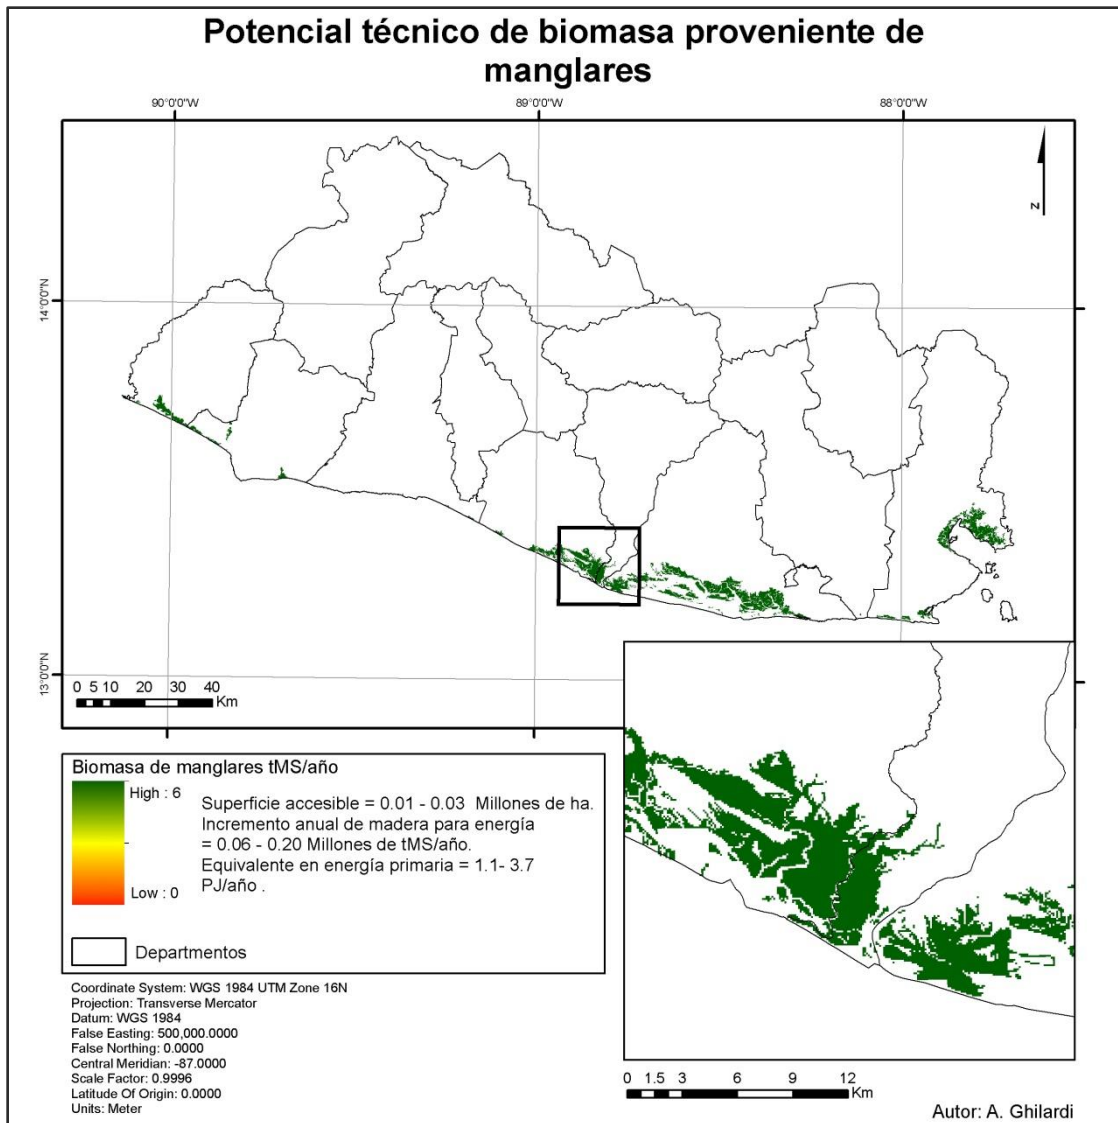 Potencial técnico de biomasa proveniente de
manglares
90°0'0"W
89°0'0"W
88°0'0"W
14°0'0"N
13°0'0"N
N
0 5 10 20 30 40
Km
Biomasa de manglares tMS/año
High : 6
Low : 0
Superficie accesible = 0.01 - 0.03 Millones de ha.
Incremento anual de madera para energía
= 0.06 - 0.20 Millones de tMS/año.
Equivalente en energía primaria = 1.1- 3.7
PJ/año .
Departmentos
Coordinate System: WGS 1984 UTM Zone 16N
Projection: Transverse Mercator
Datum: WGS 1984
False Easting: 500,000.0000
False Northing: 0.0000
Central Meridian: -87.0000
Scale Factor: 0.9996
Latitude Of Origin: 0.0000
Units: Meter
0 1.5 3 6 9 12
Km
Autor: A. Ghilardi